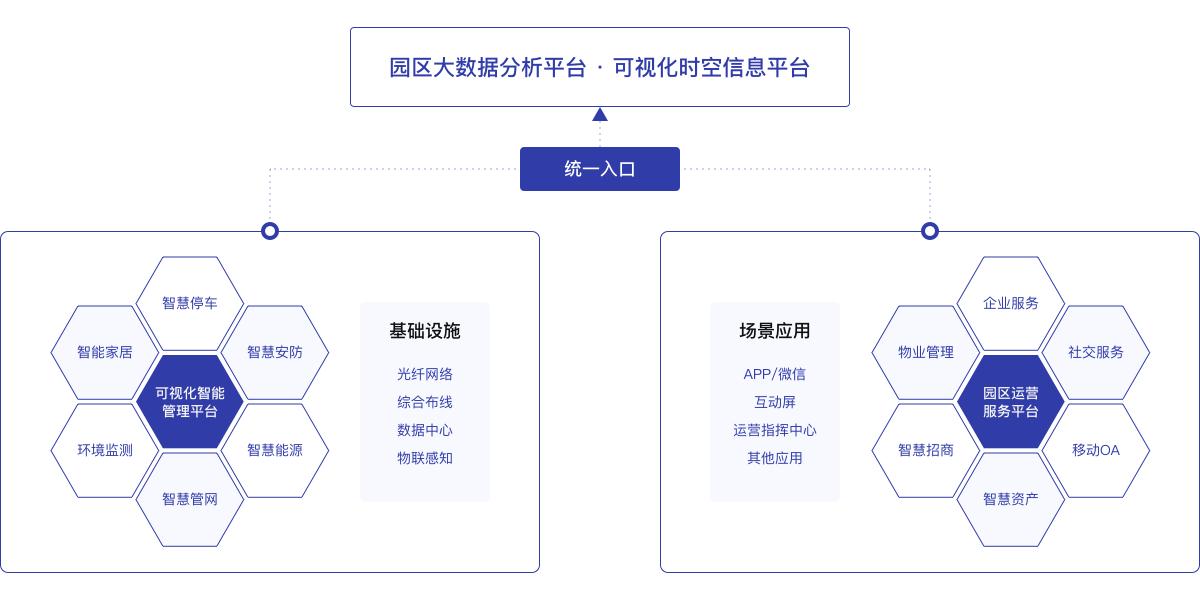 园区大数据分析平台 · 可视化时空信息平台
统一入口
智慧停车
智能家居
智慧安防
可视化智能
管理平台
环境监测
智慧能源
智慧管网
基础设施
光纤网络
综合布线
数据中心
物联感知
场景应用
APP/微信
互动屏
运营指挥中心
其他应用
企业服务
物业管理
社交服务
园区运营
服务平台
智慧招商
移动OA
智慧资产